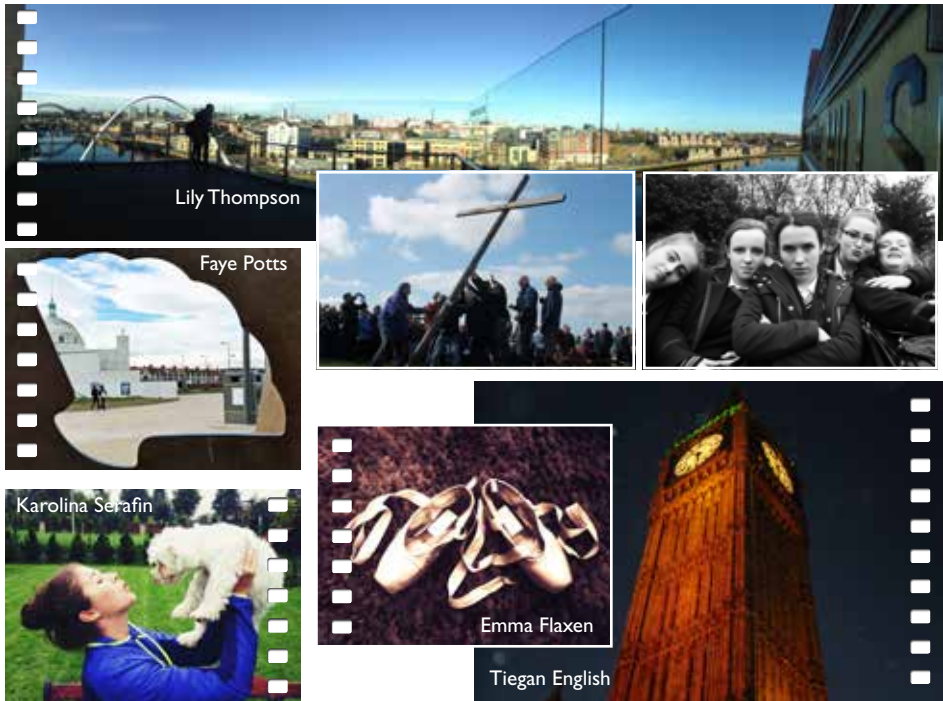 Lily Thompson
Faye Potts
Karolina Serafin
Emma Flaxen
Tiegan English